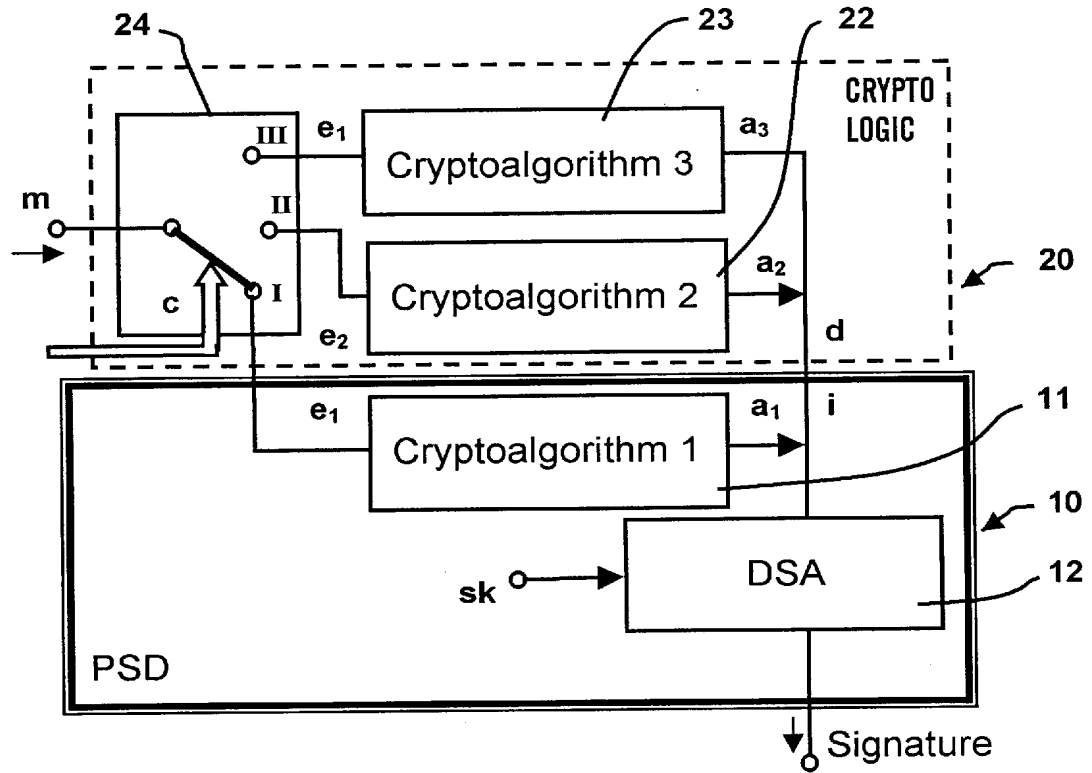 24
23
22
CRYPTO
LOGIC
III
e₁
Cryptoalgorithm 3
a₃
m
II
Cryptoalgorithm 2
a₂
20
c
I
e₂
d
e₁
Cryptoalgorithm 1
a₁
i
11
10
sk
DSA
12
PSD
Signature